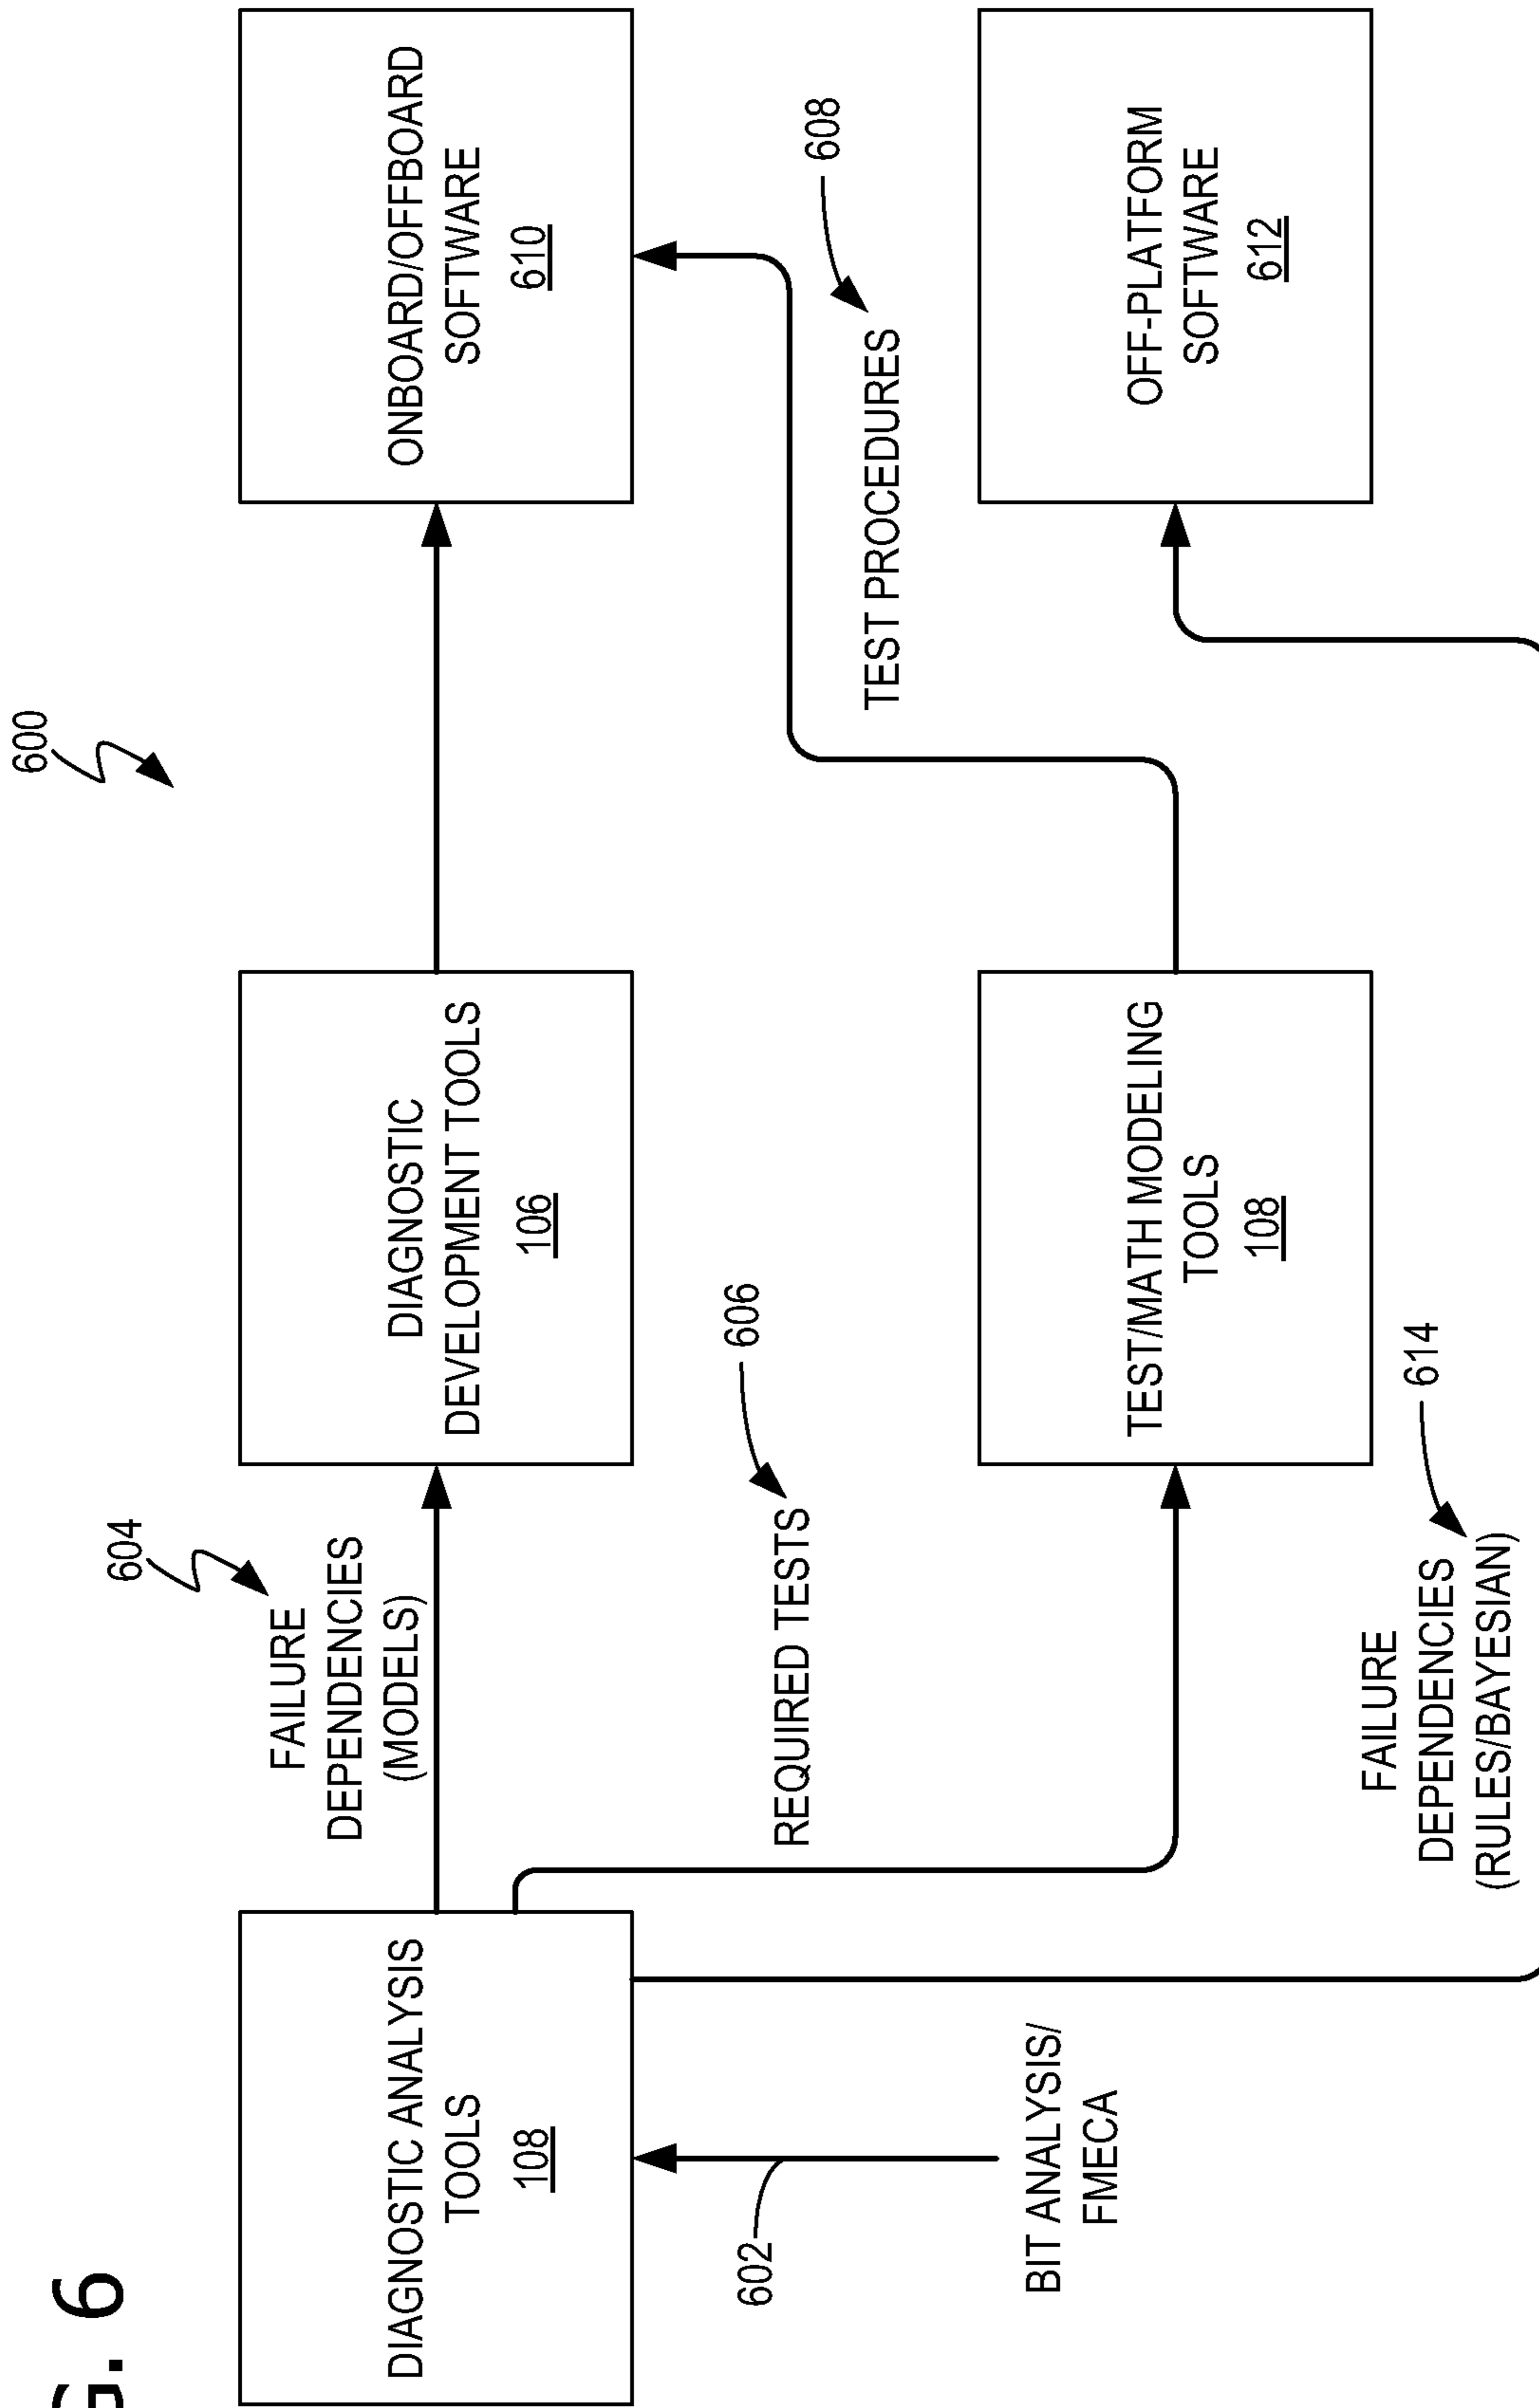 G. 6
600
DIAGNOSTIC ANALYSIS
TOOLS
108
604
FAILURE
DEPENDENCIES
(MODELS)
DIAGNOSTIC
DEVELOPMENT TOOLS
106
ONBOARD/OFFBOARD
SOFTWARE
610
602
BIT ANALYSIS/
FMECA
606
REQUIRED TESTS
608
TEST PROCEDURES
TEST/MATH MODELING
TOOLS
108
OFF-PLATFORM
SOFTWARE
612
614
FAILURE
DEPENDENCIES
(RULES/BAYESIAN)